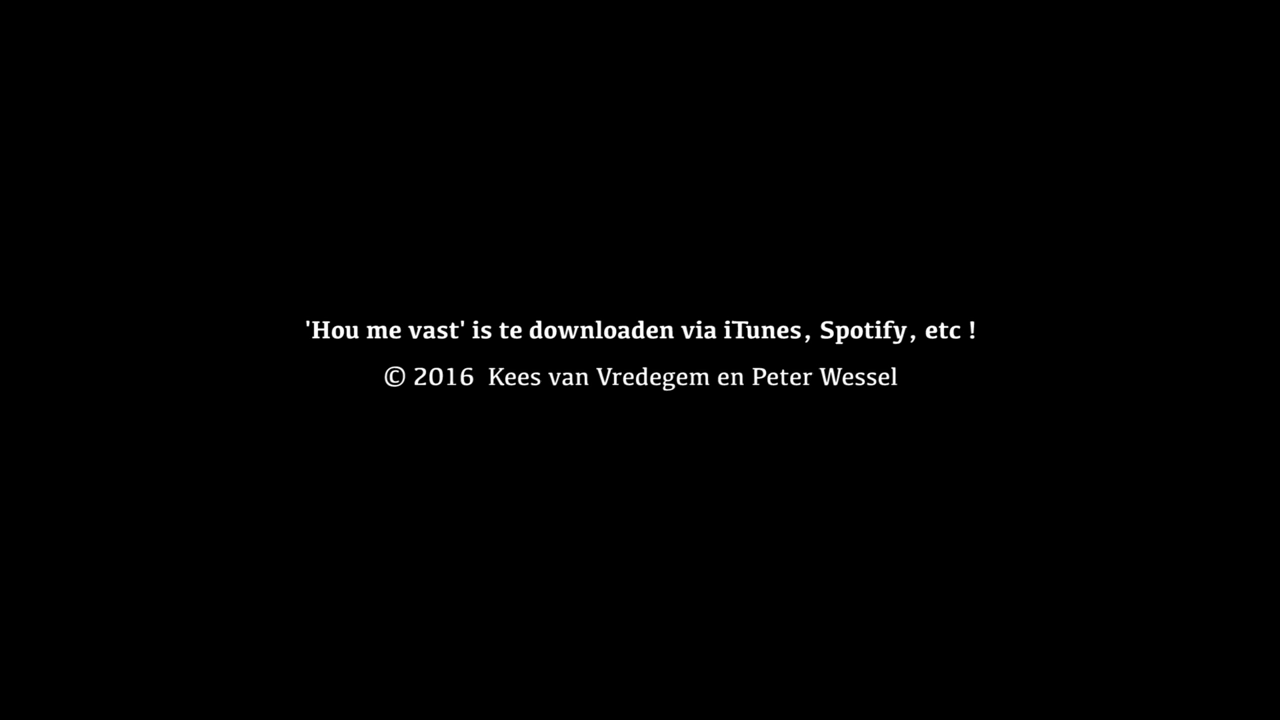 'Hou me vast' is te downloaden via iTunes, Spotify, etc !
© 2016  Kees van Vredegem en Peter Wessel